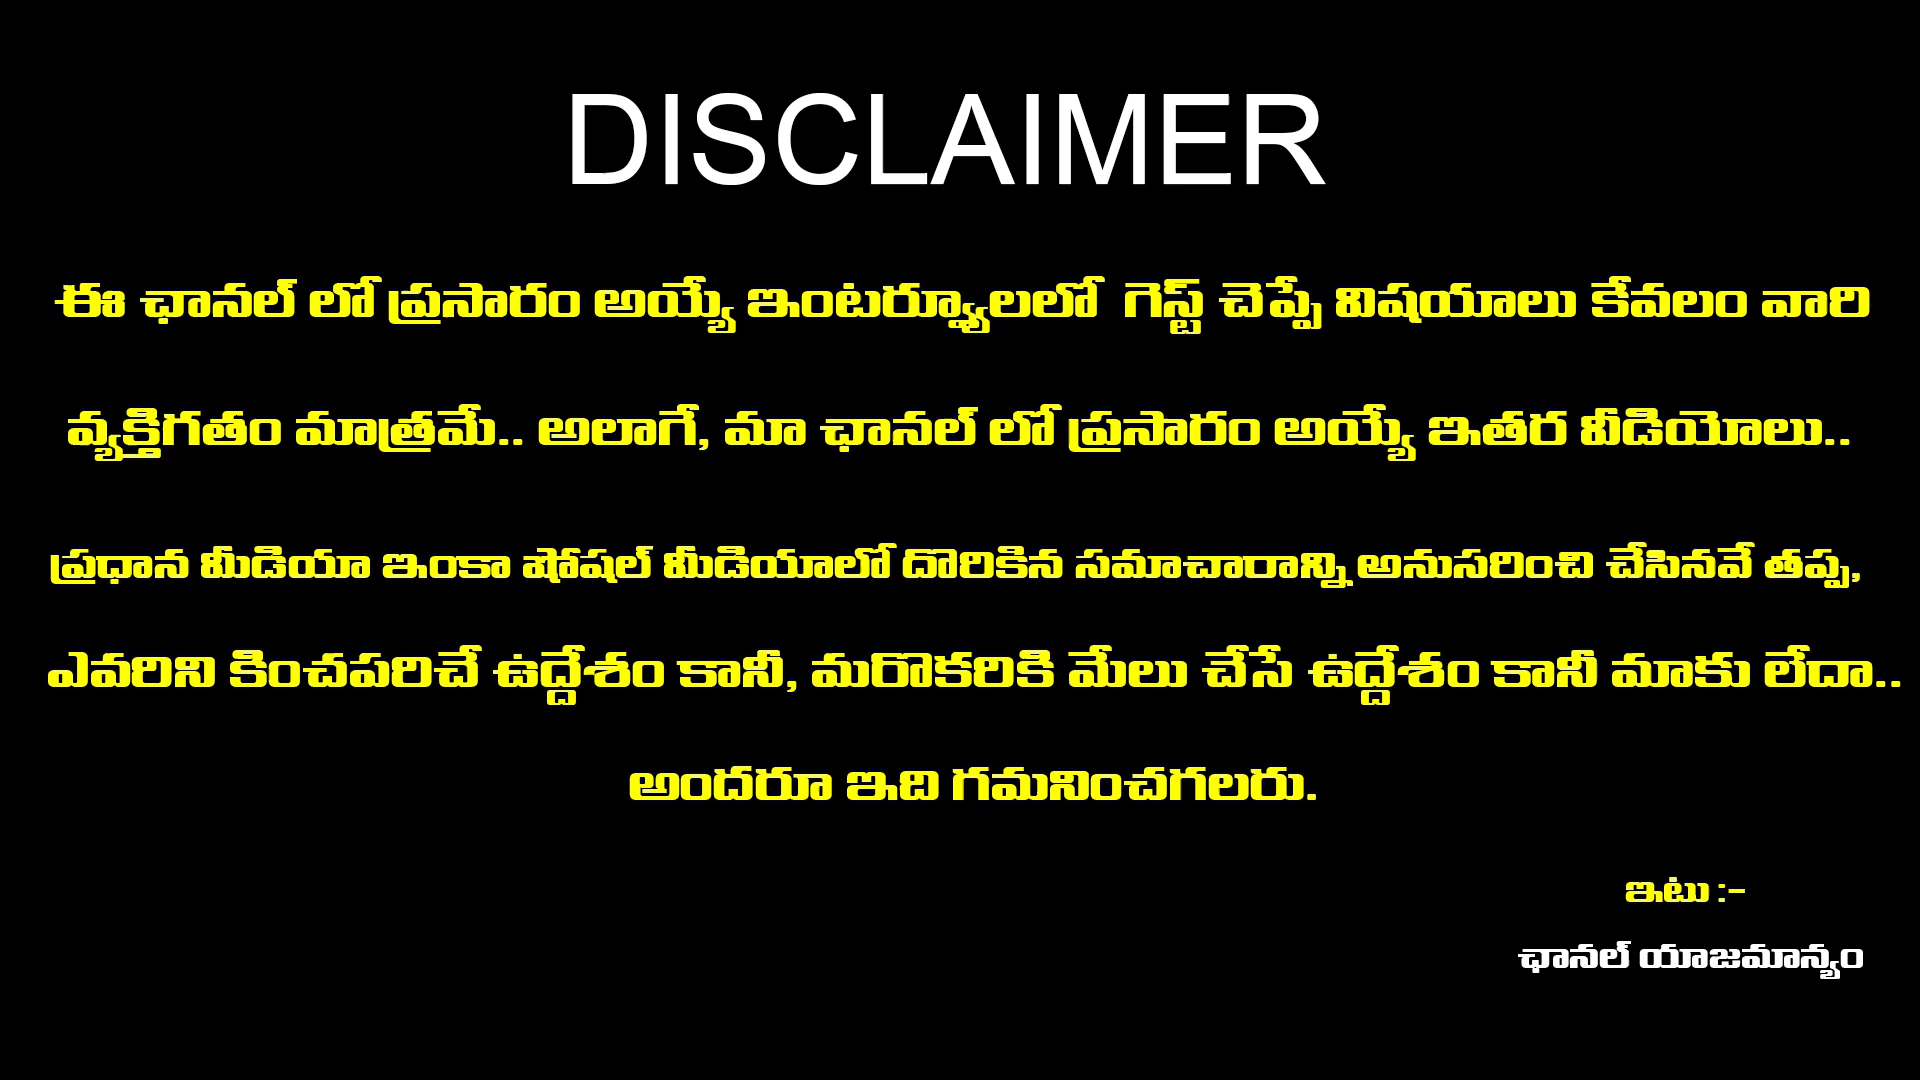 DISCLAIMER
ఈ ఛానల్ లో ప్రసారం అయ్యే ఇంటర్వ్యూలలో గెస్ట్ చెప్పే విషయాలు కేవలం వారి
వ్యక్తిగతం మాత్రమే.. అలాగే, మా ఛానల్ లో ప్రసారం అయ్యే ఇతర వీడియోలు..
ప్రధాన మీడియా ఇంకా షోషల్ మీడియాలో దొరికిన సమాచారాన్ని అనుసరించి చేసినవే తప్ప,
ఎవరిని కించపరిచే ఉద్దేశం కానీ, మరొకరికి మేలు చేసే ఉద్దేశం కానీ మాకు లేదా..
అందరూ ఇది గమనించగలరు.
ఇటు :-
ఛానల్ యాజమాన్యం